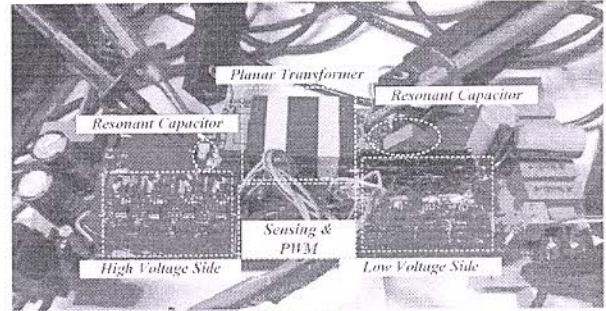 Planar Transformer
Resonant Capacitor
Resonant Capacitor
Sensing &
PWM
High Voltage Side
Low Voltage Side